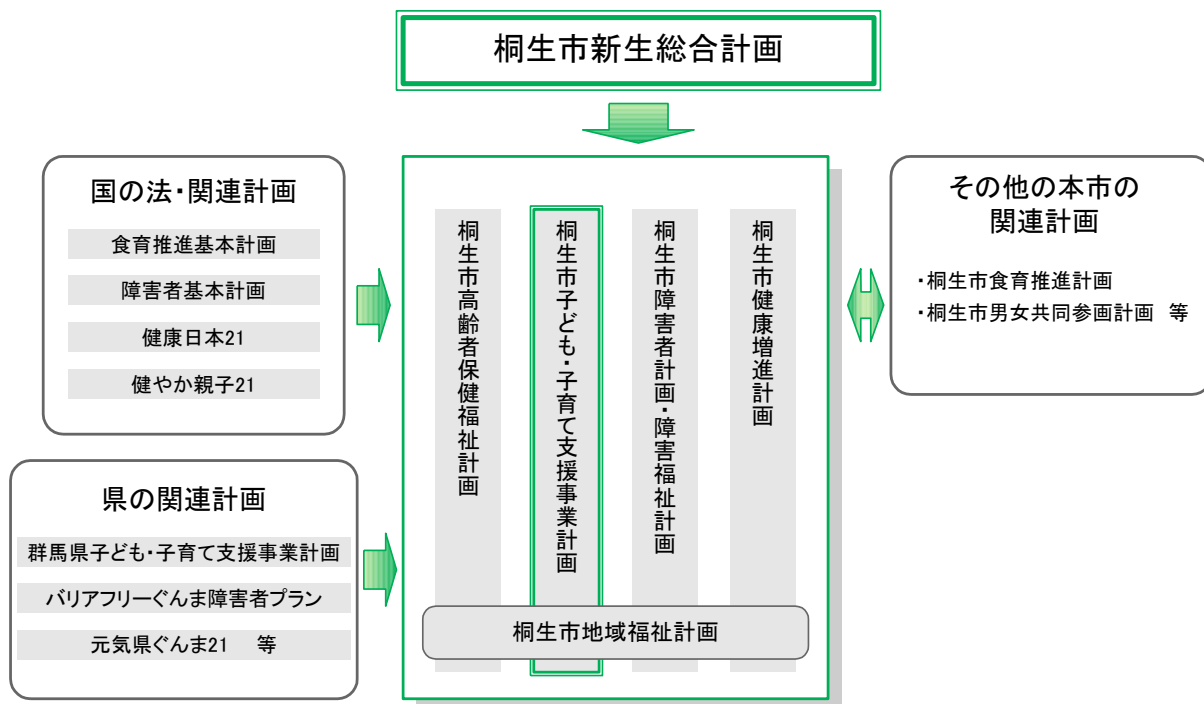 桐生市新生総合計画
国の法・関連計画
食育推進基本計画
障害者基本計画
健康日本21
健やか親子21
県の関連計画
群馬県子ども・子育て支援事業計画
バリアフリーぐんま障害者プラン
元気県ぐんま21　等
桐生市高齢者保健福祉計画
桐生市子ども・子育て支援事業計画
桐生市障害者計画・障害福祉計画
桐生市健康増進計画
桐生市地域福祉計画
その他の本市の
関連計画
・桐生市食育推進計画
・桐生市男女共同参画計画　等